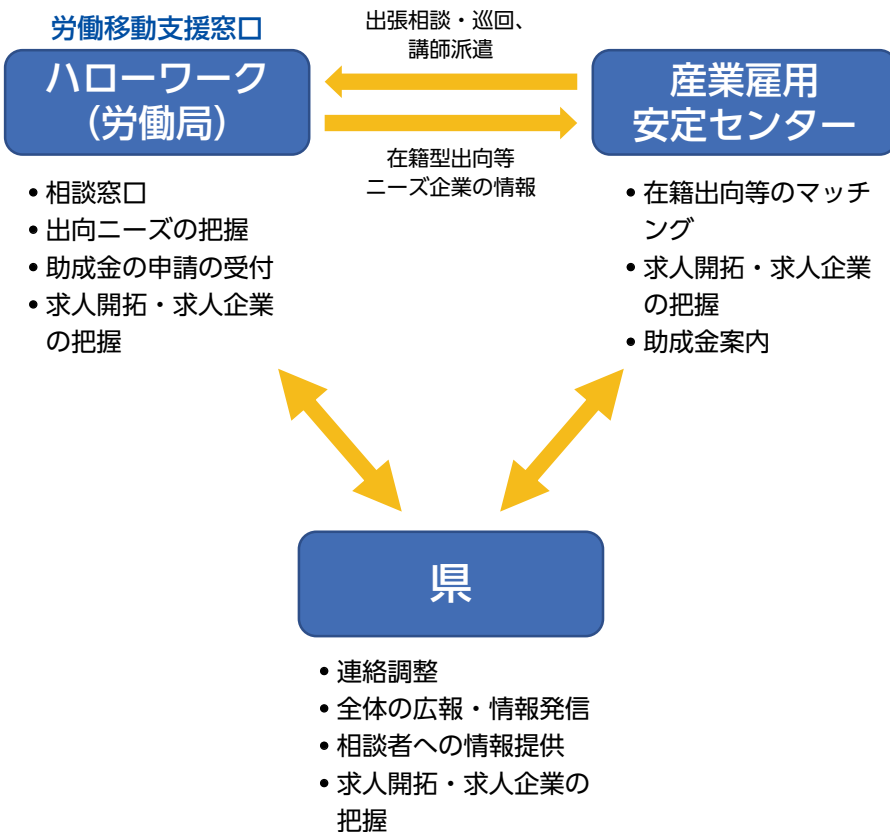 労働移動支援窓口
ハローワーク
(労働局)
出張相談・巡回、
講師派遣
在籍型出向等
ニーズ企業の情報
産業雇用
安定センター
• 相談窓口
• 出向ニーズの把握
• 助成金の申請の受付
• 求人開拓・求人企業
の把握
• 在籍出向等のマッチ
ング
• 求人開拓・求人企業
の把握
• 助成金案内
県
• 連絡調整
• 全体の広報・情報発信
• 相談者への情報提供
• 求人開拓・求人企業の
把握